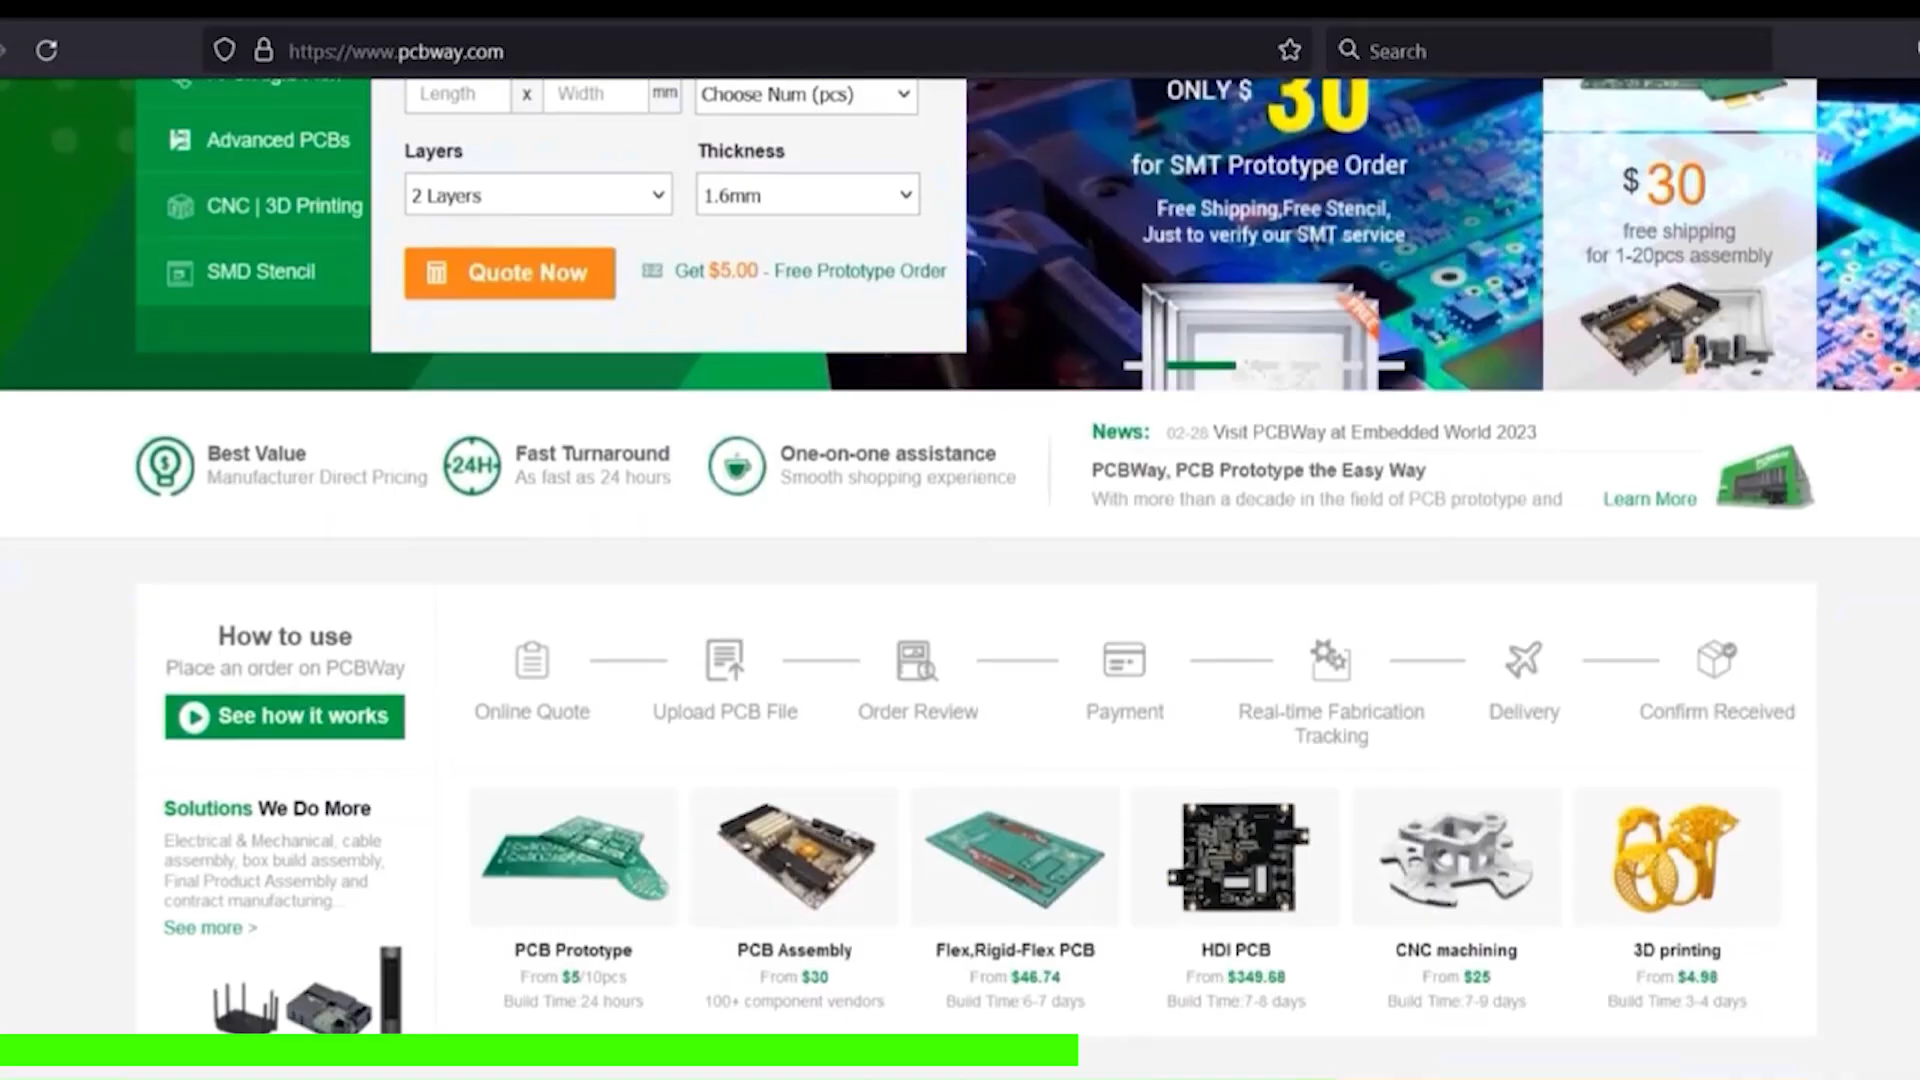 https://www.pcbway.com
Search
Length x Width mm
Choose Num (pcs)
Advanced PCBs
Layers
Thickness
2 Layers
1.6mm
CNC | 3D Printing
SMD Stencil
Quote Now
Get $5.00 - Free Prototype Order
ONLY $ 30
for SMT Prototype Order
Free Shipping,Free Stencil,
Just to verify our SMT service
FREE
$30
free shipping
for 1-20pcs assembly
Best Value
Manufacturer Direct Pricing
24H
Fast Turnaround
As fast as 24 hours
One-on-one assistance
Smooth shopping experience
News: 02-28 Visit PCBWay at Embedded World 2023
PCBWay, PCB Prototype the Easy Way
With more than a decade in the field of PCB prototype and
Learn More
How to use
Place an order on PCBWay
See how it works
Online Quote
Upload PCB File
Order Review
Payment
Real-time Fabrication
Tracking
Delivery
Confirm Received
Solutions We Do More
Electrical & Mechanical, cable
assembly, box build assembly,
Final Product Assembly and
contract manufacturing...
See more >
PCB Prototype
From $5/10pcs
Build Time:24 hours
PCB Assembly
From $30
100+ component vendors
Flex,Rigid-Flex PCB
From $46.74
Build Time:6-7 days
HDI PCB
From $349.68
Build Time:7-8 days
CNC machining
From $25
Build Time:7-9 days
3D printing
From $4.98
Build Time:3-4 days